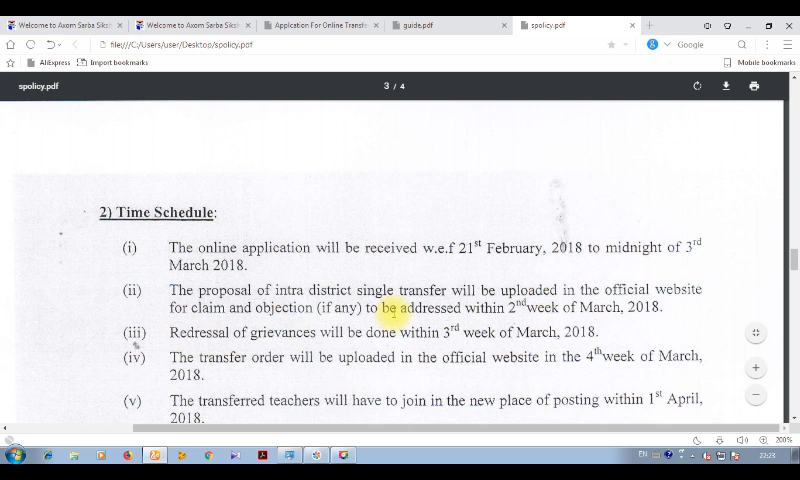 Welcome to Axom Sarba Siksh
Welcome to Axom Sarba Siksh
Applcation For Online Transfe
guide.pdf
spolicy.pdf
file:///C:/Users/user/Desktop/spolicy.pdf
Google
AliExpress
Import bookmarks
Mobile bookmarks
spolicy.pdf
3 / 4
2) Time Schedule:
(i) The online application will be received w.e.f 21st February, 2018 to midnight of 3rd
March 2018.
(ii) The proposal of intra district single transfer will be uploaded in the official website
for claim and objection (if any) to be addressed within 2nd week of March, 2018.
(iii) Redressal of grievances will be done within 3rd week of March, 2018.
(iv) The transfer order will be uploaded in the official website in the 4th week of March,
2018.
(v) The transferred teachers will have to join in the new place of posting within 1st April,
2018.
200%
EN
22:23